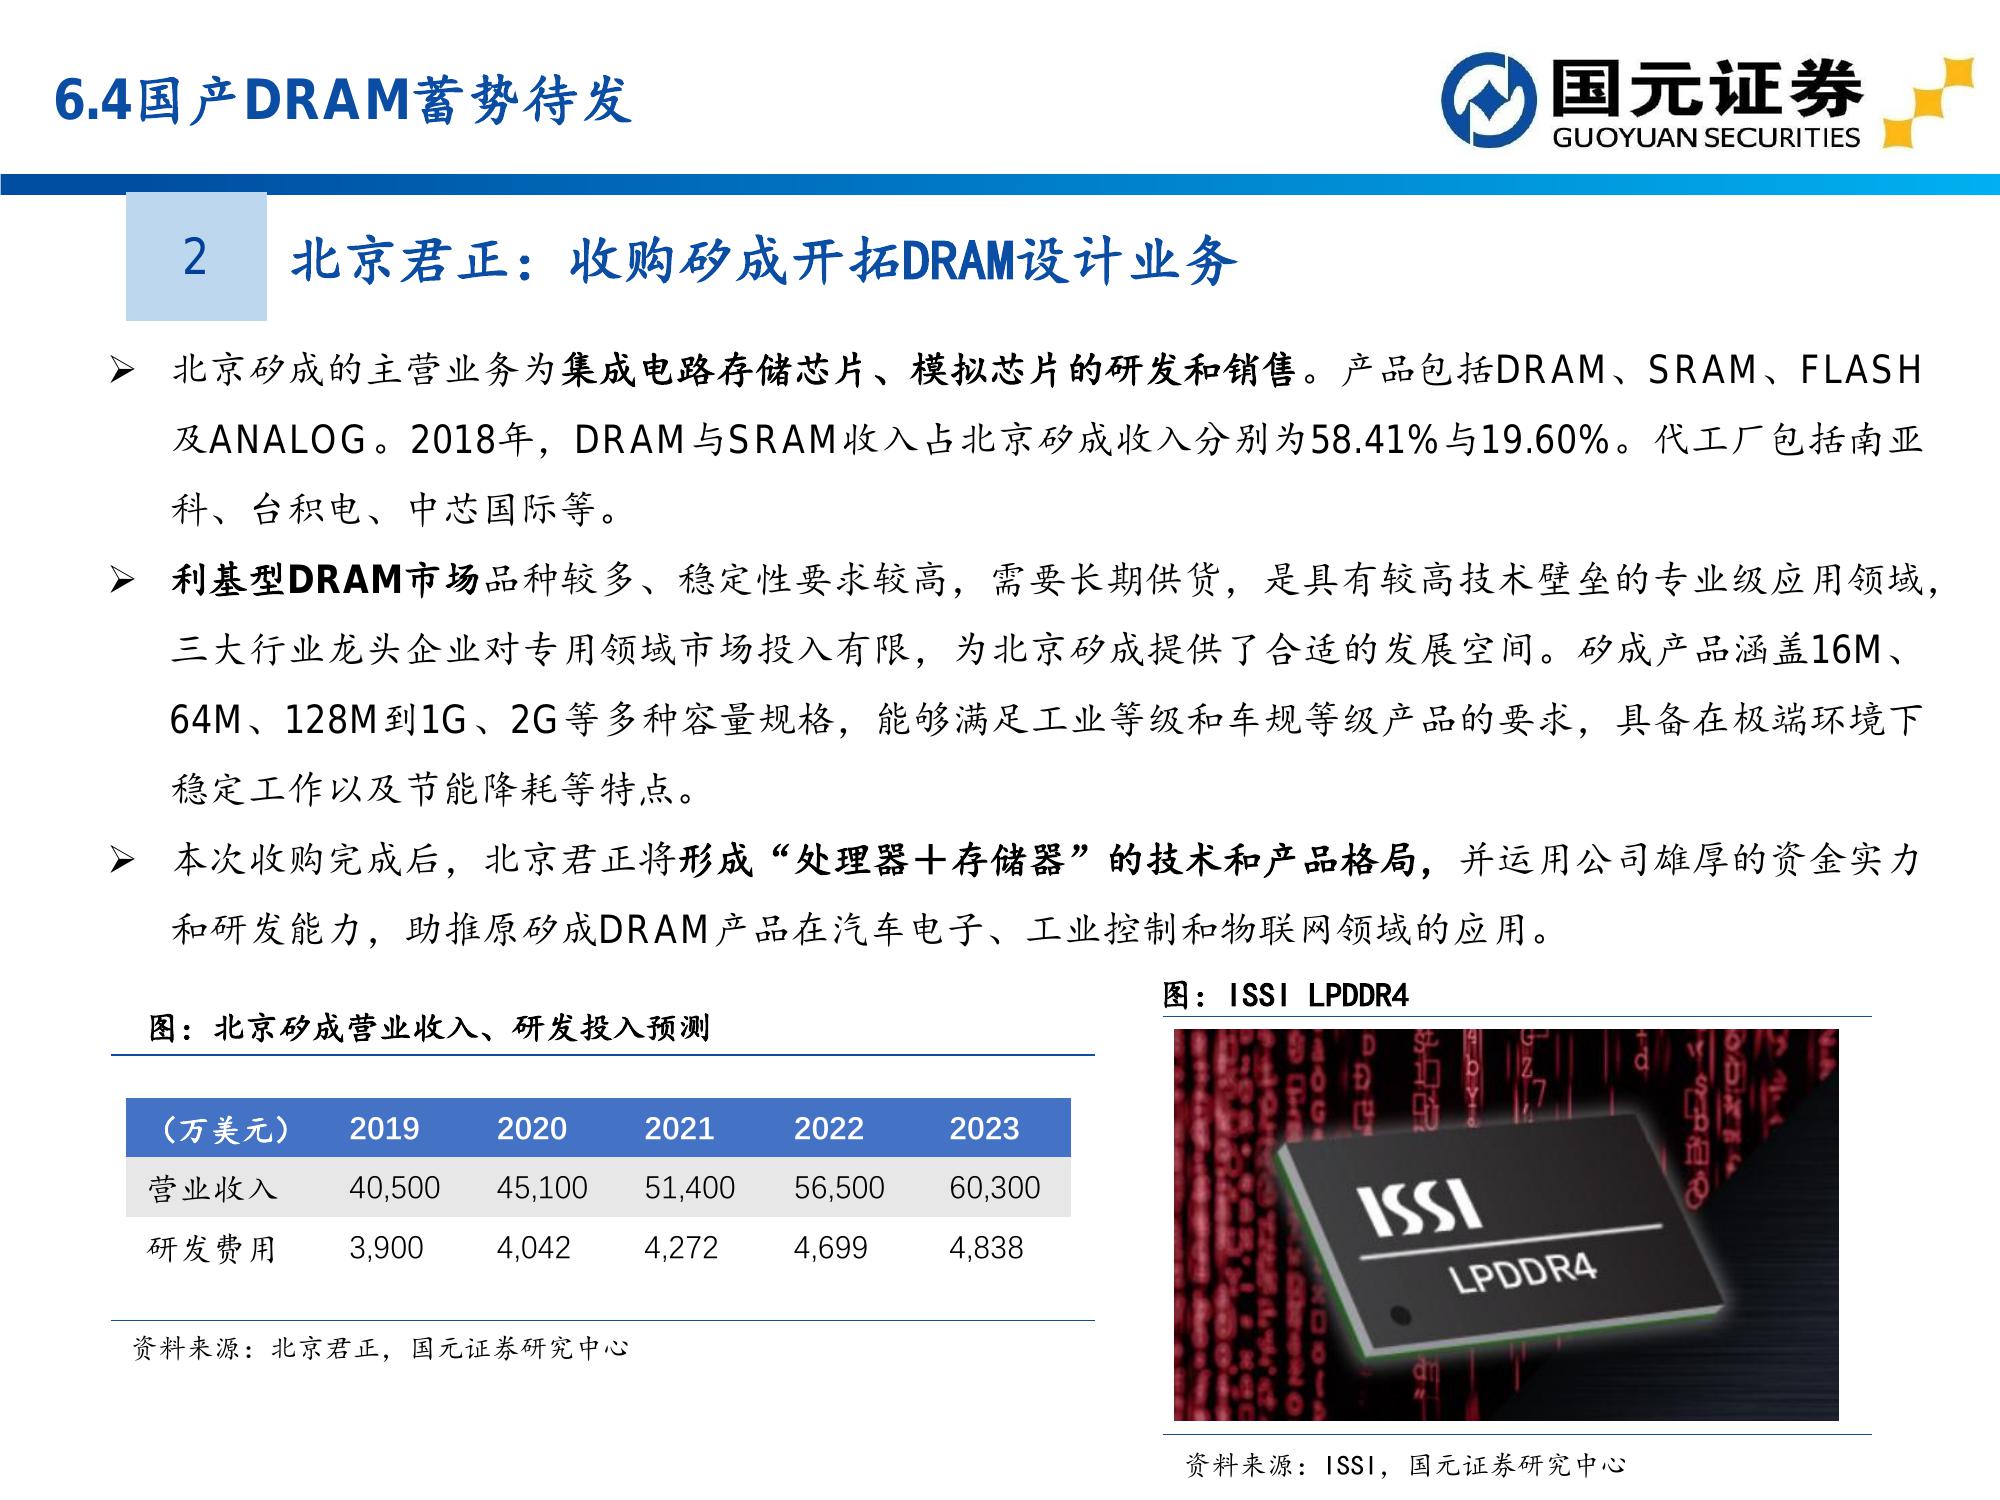 6.4国产DRAM蓄势待发
国元证券
GUOYUAN SECURITIES
2
北京君正：收购矽成开拓DRAM设计业务
➢ 北京矽成的主营业务为集成电路存储芯片、模拟芯片的研发和销售。产品包括DRAM、SRAM、FLASH
及ANALOG。2018年，DRAM与SRAM收入占北京矽成收入分别为58.41%与19.60%。代工厂包括南亚
科、台积电、中芯国际等。
➢ 利基型DRAM市场品种较多、稳定性要求较高，需要长期供货，是具有较高技术壁垒的专业级应用领域，
三大行业龙头企业对专用领域市场投入有限，为北京矽成提供了合适的发展空间。矽成产品涵盖16M、
64M、128M到1G、2G等多种容量规格，能够满足工业等级和车规等级产品的要求，具备在极端环境下
稳定工作以及节能降耗等特点。
➢ 本次收购完成后，北京君正将形成“处理器＋存储器”的技术和产品格局，并运用公司雄厚的资金实力
和研发能力，助推原矽成DRAM产品在汽车电子、工业控制和物联网领域的应用。
图：北京矽成营业收入、研发投入预测
（万美元） 2019 2020 2021 2022 2023
营业收入 40,500 45,100 51,400 56,500 60,300
研发费用 3,900 4,042 4,272 4,699 4,838
资料来源：北京君正，国元证券研究中心
图：ISSI LPDDR4
ISSI
LPDDR4
资料来源：ISSI，国元证券研究中心